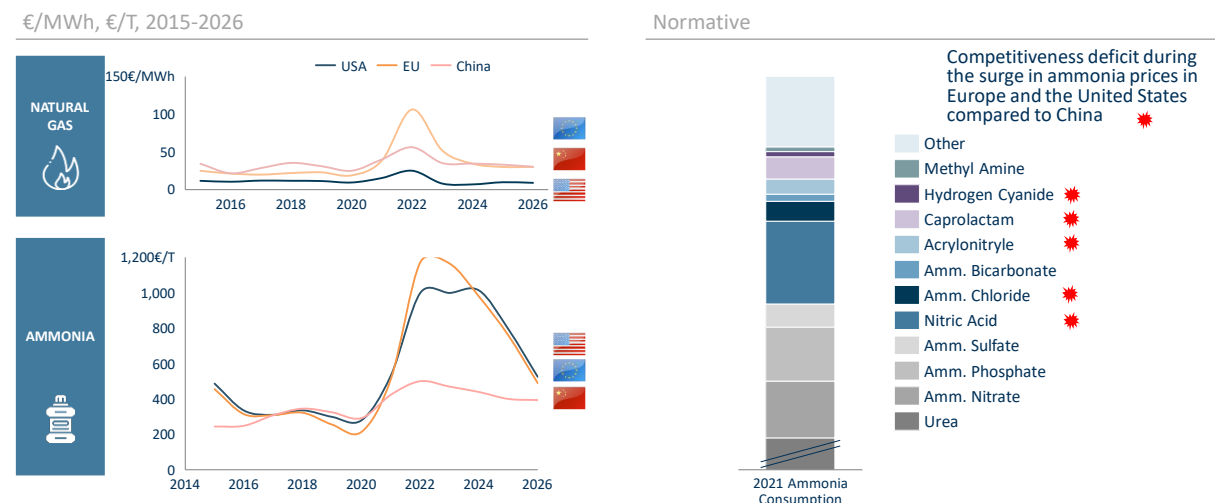 €/MWh, €/T, 2015-2026
Normative
NATURAL
GAS
150€/MWh
100
50
0
USA
EU
China
2016
2018
2020
2022
2024
2026
AMMONIA
1,200€/T
1,000
800
600
400
200
0
2014
2016
2018
2020
2022
2024
2026
Competitiveness deficit during
the surge in ammonia prices in
Europe and the United States
compared to China
Other
Methyl Amine
Hydrogen Cyanide
Caprolactam
Acrylonitryle
Amm. Bicarbonate
Amm. Chloride
Nitric Acid
Amm. Sulfate
Amm. Phosphate
Amm. Nitrate
Urea
2021 Ammonia
Consumption